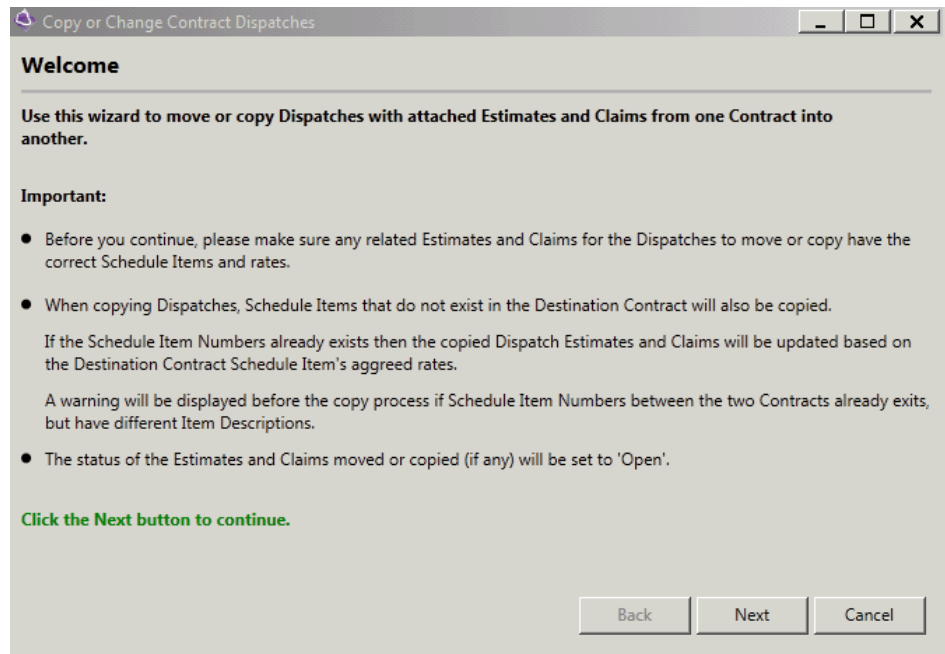 Copy or Change Contract Dispatches
Welcome
Use this wizard to move or copy Dispatches with attached Estimates and Claims from one Contract into
another.
Important:
● Before you continue, please make sure any related Estimates and Claims for the Dispatches to move or copy have the
correct Schedule Items and rates.
● When copying Dispatches, Schedule Items that do not exist in the Destination Contract will also be copied.
If the Schedule Item Numbers already exists then the copied Dispatch Estimates and Claims will be updated based on
the Destination Contract Schedule Item's aggreed rates.
A warning will be displayed before the copy process if Schedule Item Numbers between the two Contracts already exits,
but have different Item Descriptions.
● The status of the Estimates and Claims moved or copied (if any) will be set to 'Open'.
Click the Next button to continue.
Back Next Cancel